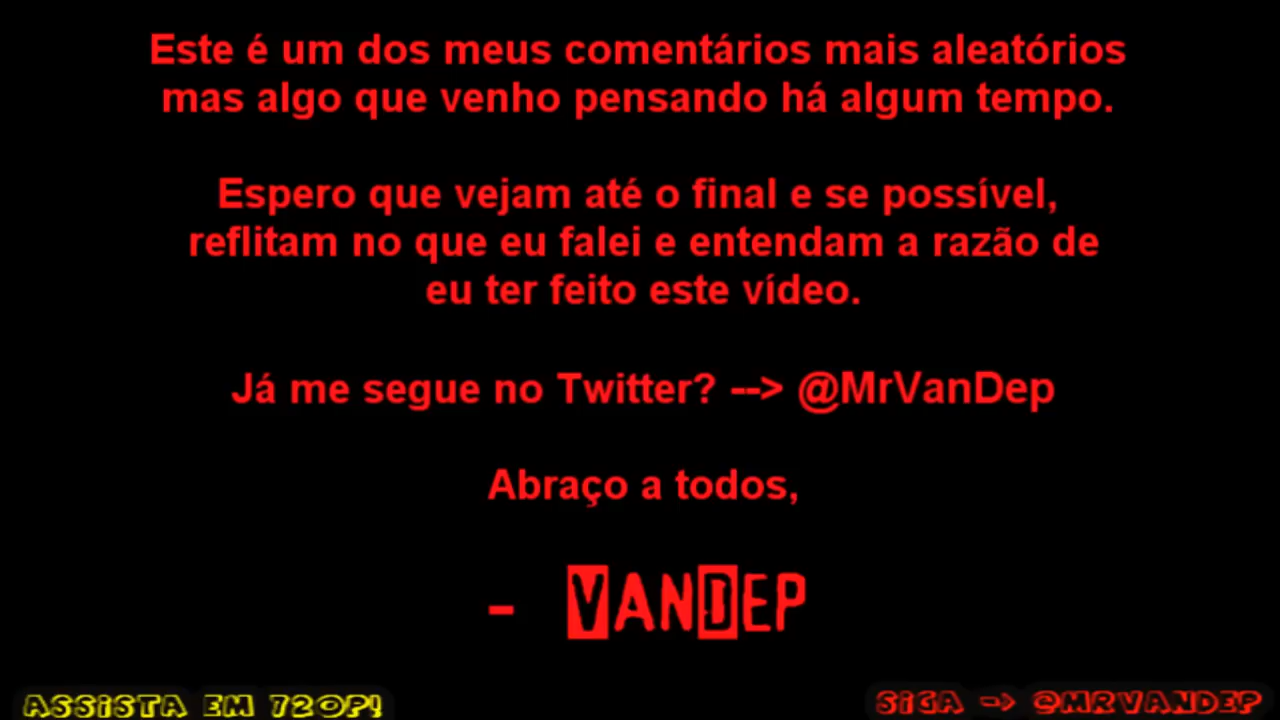 Este é um dos meus comentários mais aleatórios
mas algo que venho pensando há algum tempo.
Espero que vejam até o final e se possível,
reflitam no que eu falei e entendam a razão de
eu ter feito este vídeo.
Já me segue no Twitter? --> @MrVanDep
Abraço a todos,
- VANDEP
ASSISTA EM 720P!
SIGA -> @MRVANDEP